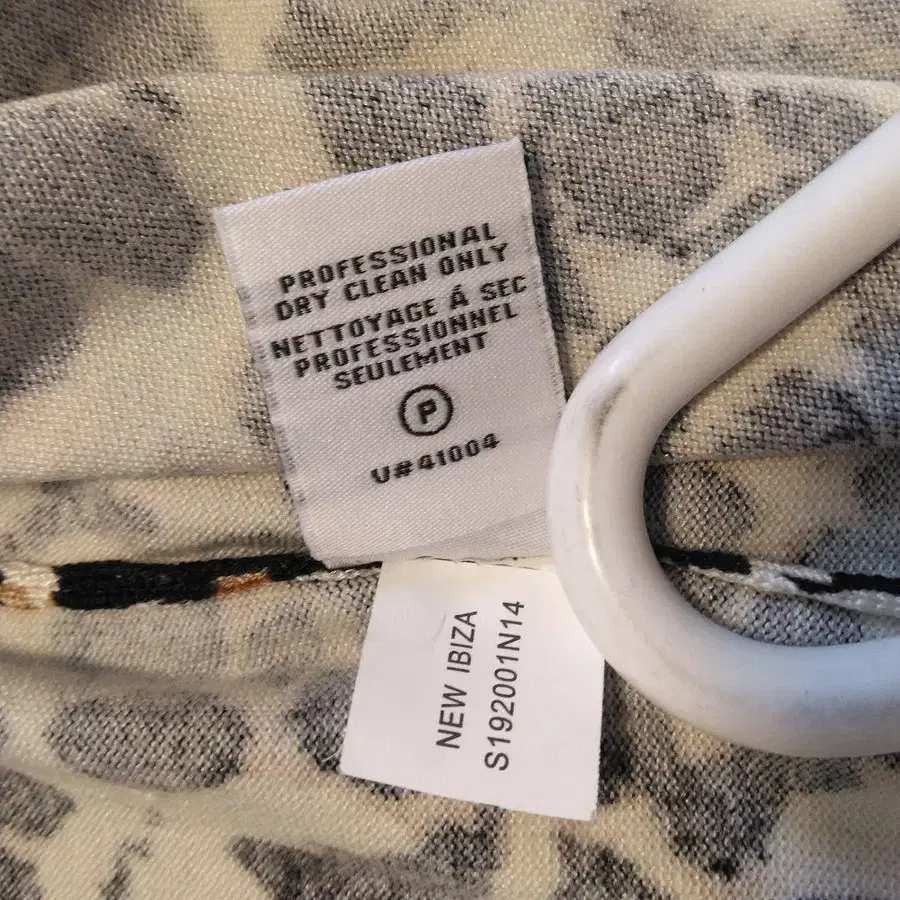 PROFESSIONAL
DRY CLEAN ONLY
NETTOYAGE Á SEC
PROFESSIONNEL
SEULEMENT
P
U#41004
NEW IBIZA
S192001N14